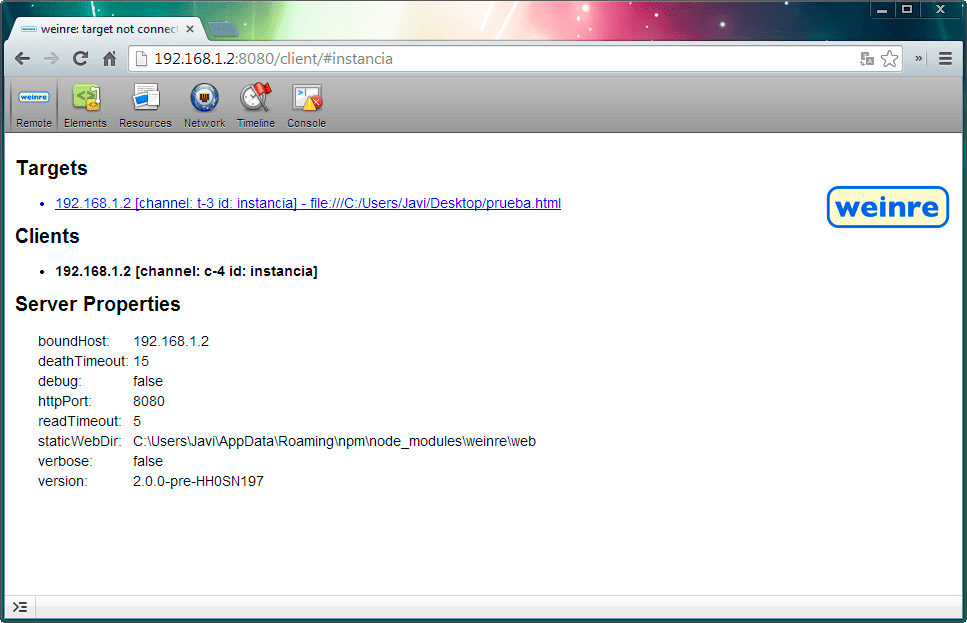 weinre: target not connect
192.168.1.2:8080/client/#instancia
weinre
Remote Elements Resources Network Timeline Console
Targets
192.168.1.2 [channel: t-3 id: instancia] - file:///C:/Users/Javi/Desktop/prueba.html
weinre
Clients
192.168.1.2 [channel: c-4 id: instancia]
Server Properties
boundHost: 192.168.1.2
deathTimeout: 15
debug: false
httpPort: 8080
readTimeout: 5
staticWebDir: C:\Users\Javi\AppData\Roaming\npm\node_modules\weinre\web
verbose: false
version: 2.0.0-pre-HH0SN197